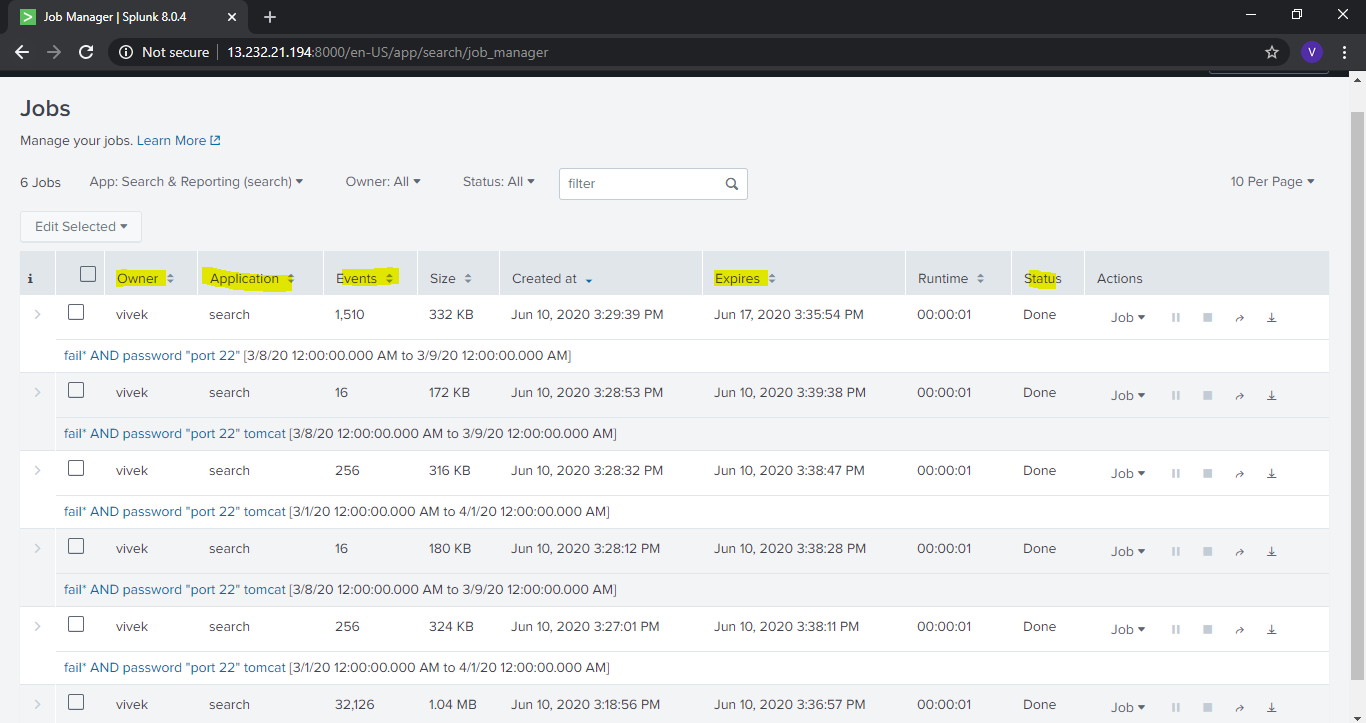 Job Manager | Splunk 8.0.4
Not secure 13.232.21.194:8000/en-US/app/search/job_manager V
Jobs
Manage your jobs. Learn More
6 Jobs App: Search & Reporting (search) Owner: All Status: All filter 10 Per Page
Edit Selected
i Owner Application Events Size Created at Expires Runtime Status Actions
vivek search 1,510 332 KB Jun 10, 2020 3:29:39 PM Jun 17, 2020 3:35:54 PM 00:00:01 Done Job
fail* AND password "port 22" [3/8/20 12:00:00.000 AM to 3/9/20 12:00:00.000 AM]
vivek search 16 172 KB Jun 10, 2020 3:28:53 PM Jun 10, 2020 3:39:38 PM 00:00:01 Done Job
fail* AND password "port 22" tomcat [3/8/20 12:00:00.000 AM to 3/9/20 12:00:00.000 AM]
vivek search 256 316 KB Jun 10, 2020 3:28:32 PM Jun 10, 2020 3:38:47 PM 00:00:01 Done Job
fail* AND password "port 22" tomcat [3/1/20 12:00:00.000 AM to 4/1/20 12:00:00.000 AM]
vivek search 16 180 KB Jun 10, 2020 3:28:12 PM Jun 10, 2020 3:38:28 PM 00:00:01 Done Job
fail* AND password "port 22" tomcat [3/8/20 12:00:00.000 AM to 3/9/20 12:00:00.000 AM]
vivek search 256 324 KB Jun 10, 2020 3:27:01 PM Jun 10, 2020 3:38:11 PM 00:00:01 Done Job
fail* AND password "port 22" tomcat [3/1/20 12:00:00.000 AM to 4/1/20 12:00:00.000 AM]
vivek search 32,126 1.04 MB Jun 10, 2020 3:18:56 PM Jun 10, 2020 3:36:57 PM 00:00:01 Done Job